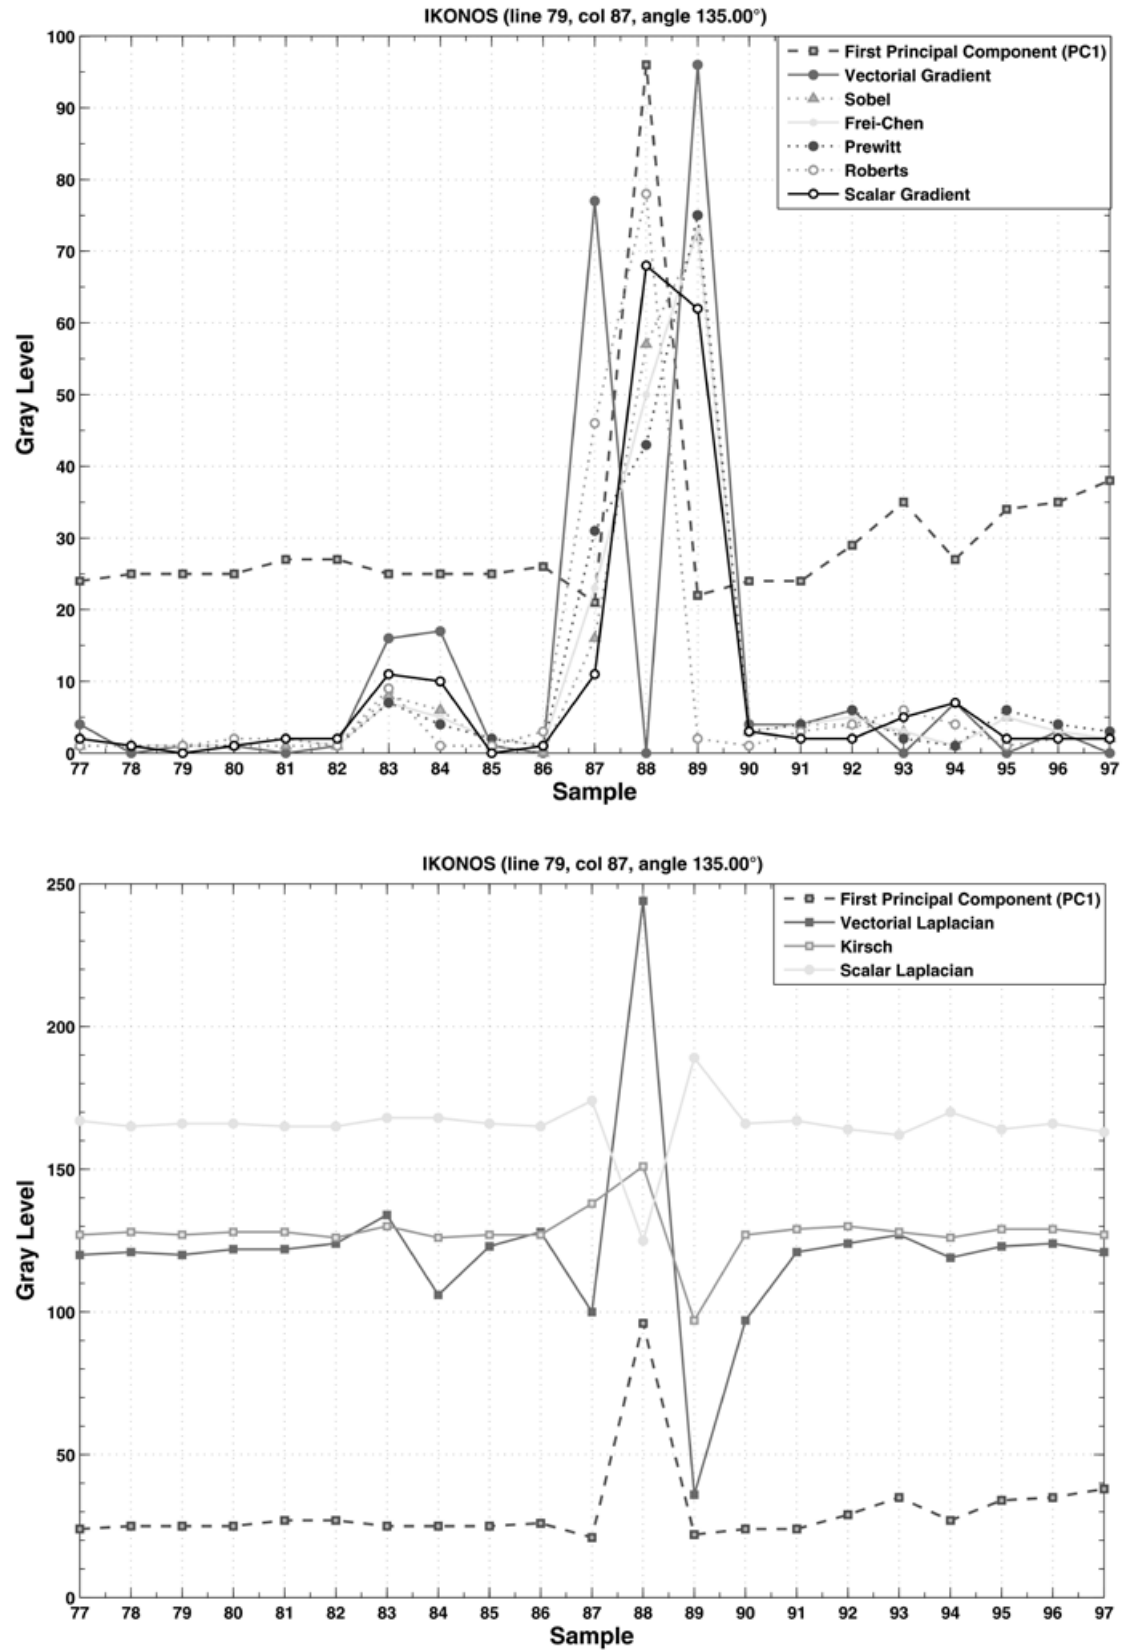 IKONOS (line 79, col 87, angle 135.00°)
100
90
80
70
60
50
40
30
20
10
0
Gray Level
First Principal Component (PC1)
Vectorial Gradient
Sobel
Frei-Chen
Prewitt
Roberts
Scalar Gradient
77 78 79 80 81 82 83 84 85 86 87 88 89 90 91 92 93 94 95 96 97
Sample
IKONOS (line 79, col 87, angle 135.00°)
250
200
150
100
50
0
Gray Level
First Principal Component (PC1)
Vectorial Laplacian
Kirsch
Scalar Laplacian
77 78 79 80 81 82 83 84 85 86 87 88 89 90 91 92 93 94 95 96 97
Sample